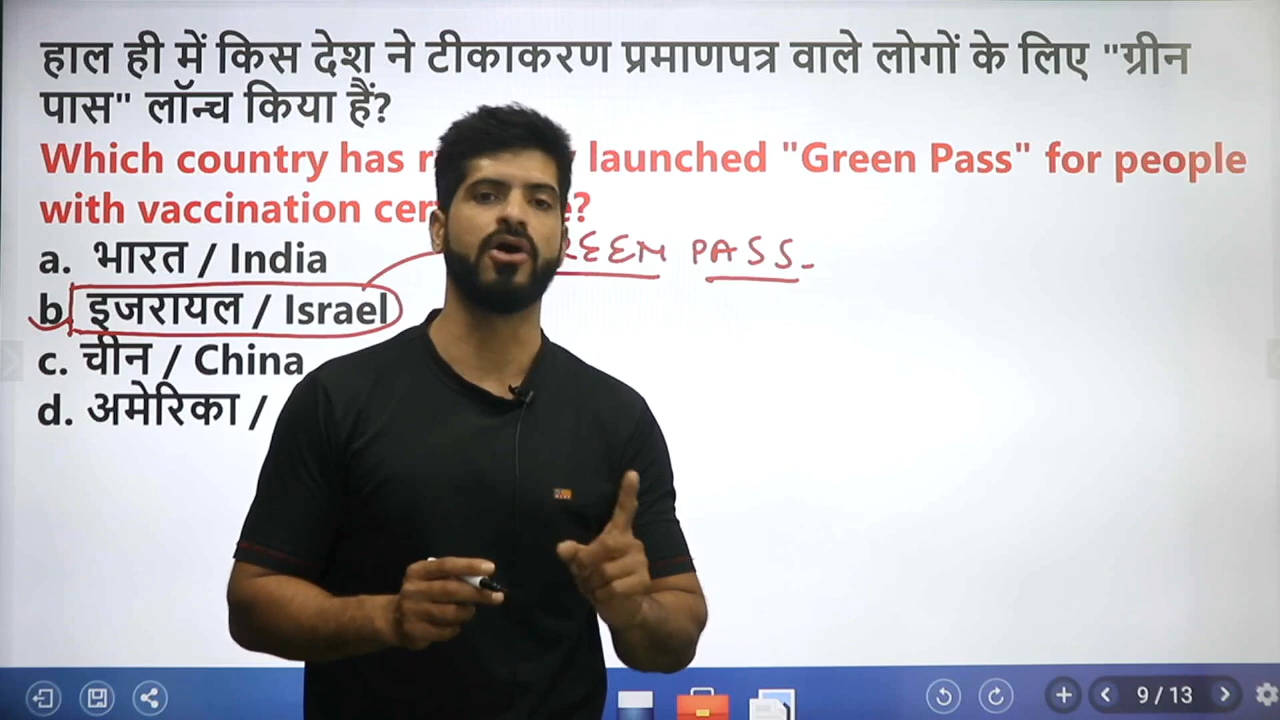 हाल ही में किस देश ने टीकाकरण प्रमाणपत्र वाले लोगों के लिए "ग्रीन
पास" लॉन्च किया हैं?
Which country has launched "Green Pass" for people
with vaccination
a. भारत / India
PASS
b. इजरायल / Israel
c. चीन / China
d. अमेरिका /
9 / 13